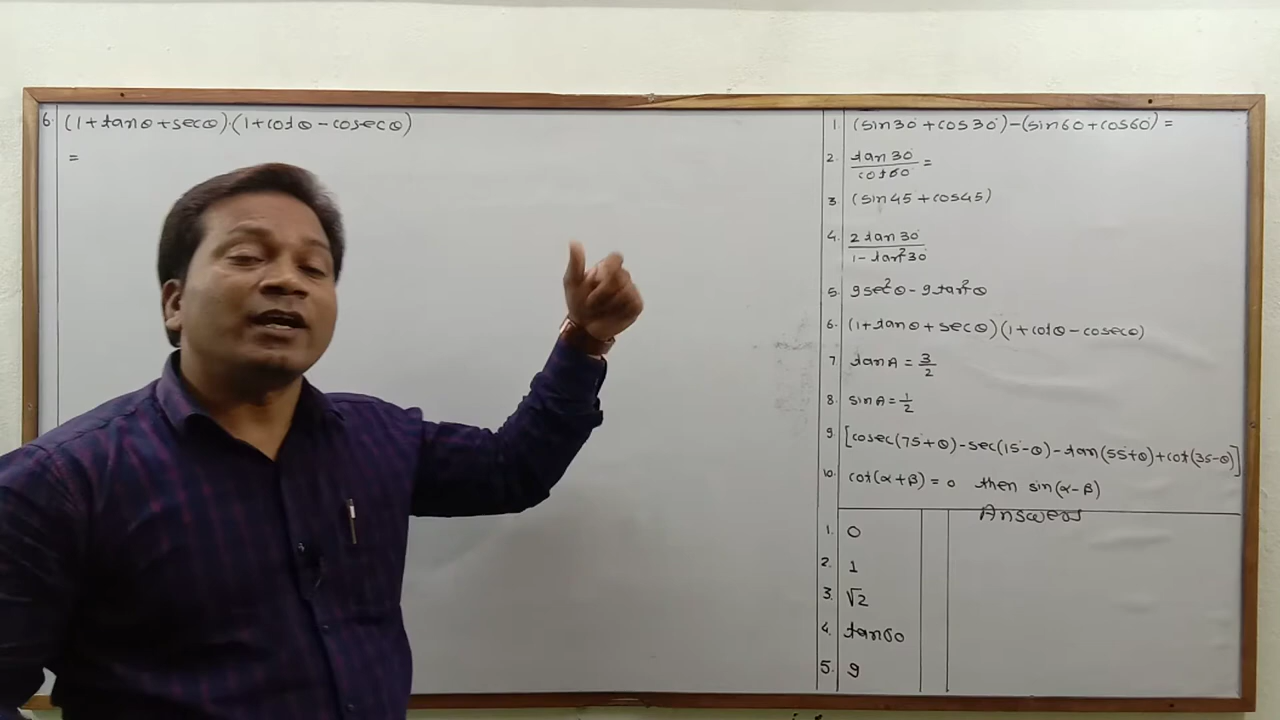 6. (1+tanθ+secθ).(1+cotθ-cosecθ)
=
1. (sin30°+cos30°)-(sin60+cos60°)=
2. tan30°/cot60° =
3 (sin45+cos45)
4. 2tan30°/1-tan²30
5. 9sec²θ-9tan²θ
6. (1+tanθ+secθ)(1+cotθ-cosecθ)
7. tanA = 3/2
8. sinA = 1/2
9. [cosec(75+θ)-sec(15-θ)-tan(55+θ)+cot(35-θ)]
10. cot(α+β) = 0 then sin(α-β)
Answers
1. 0
2. 1
3. √2
4. tan60
5. 9